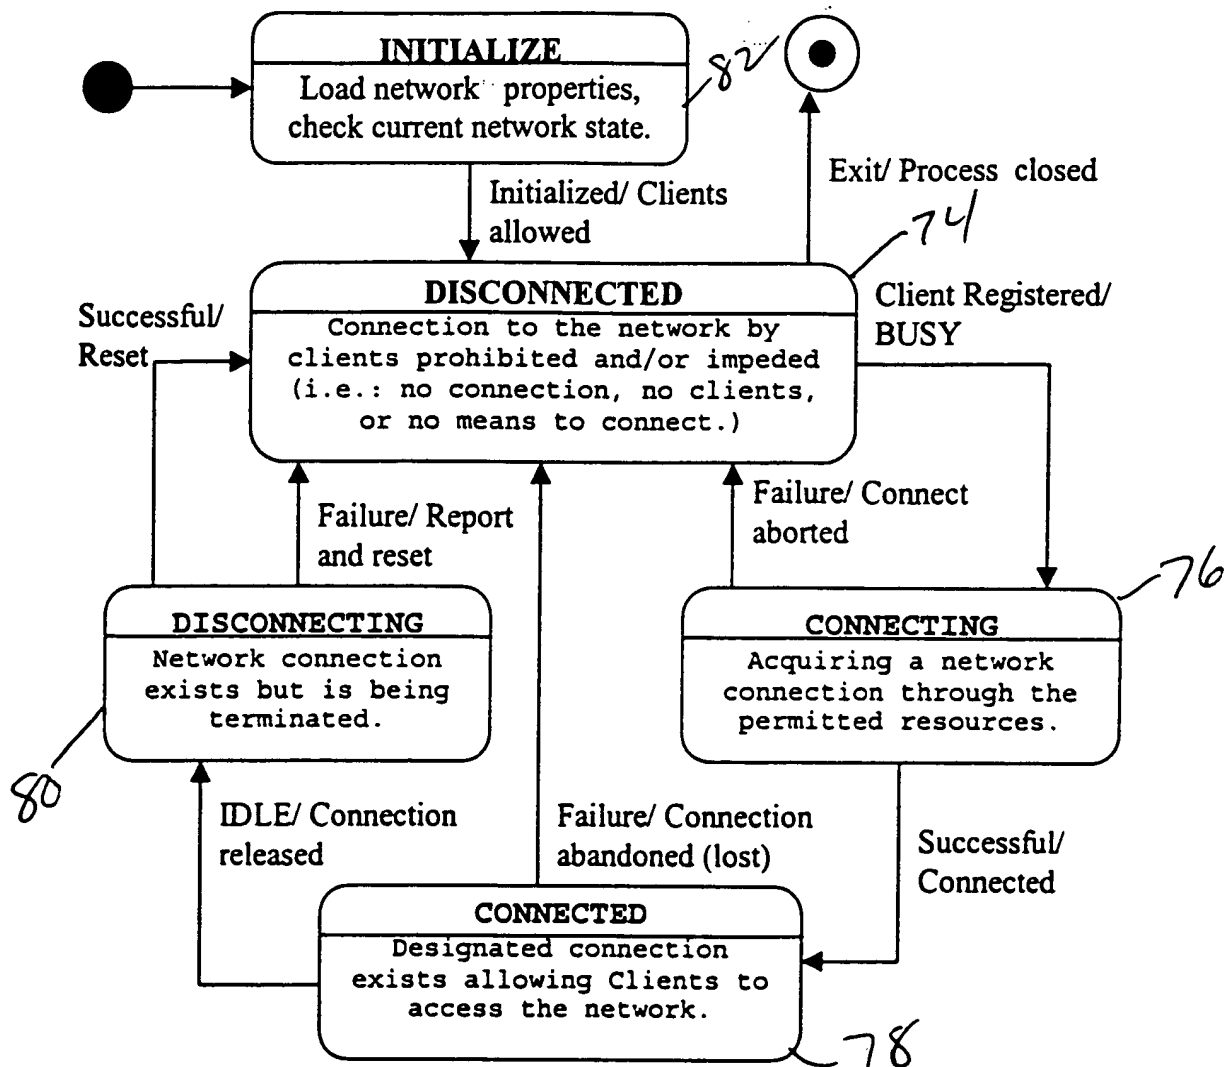 INITIALIZE
Load network properties,
check current network state.
82
Initialized/ Clients
allowed
Exit/ Process closed
74
DISCONNECTED
Connection to the network by
clients prohibited and/or impeded
(i.e.: no connection, no clients,
or no means to connect.)
Successful/
Reset
Client Registered/
BUSY
Failure/ Report
and reset
Failure/ Connect
aborted
76
DISCONNECTING
Network connection
exists but is being
terminated.
80
CONNECTING
Acquiring a network
connection through the
permitted resources.
IDLE/ Connection
released
Failure/ Connection
abandoned (lost)
Successful/
Connected
CONNECTED
Designated connection
exists allowing Clients to
access the network.
78